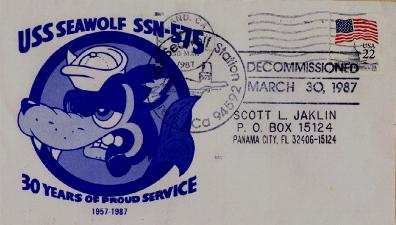 USS SEAWOLF SSN-575
30 YEARS OF PROUD SERVICE
1957-1987
1987
Station
Ca 94592
USA
22
DECOMMISSIONED
MARCH 30, 1987
SCOTT L. JAKLIN
P. O. BOX 15124
PANAMA CITY, FL 32406-15124